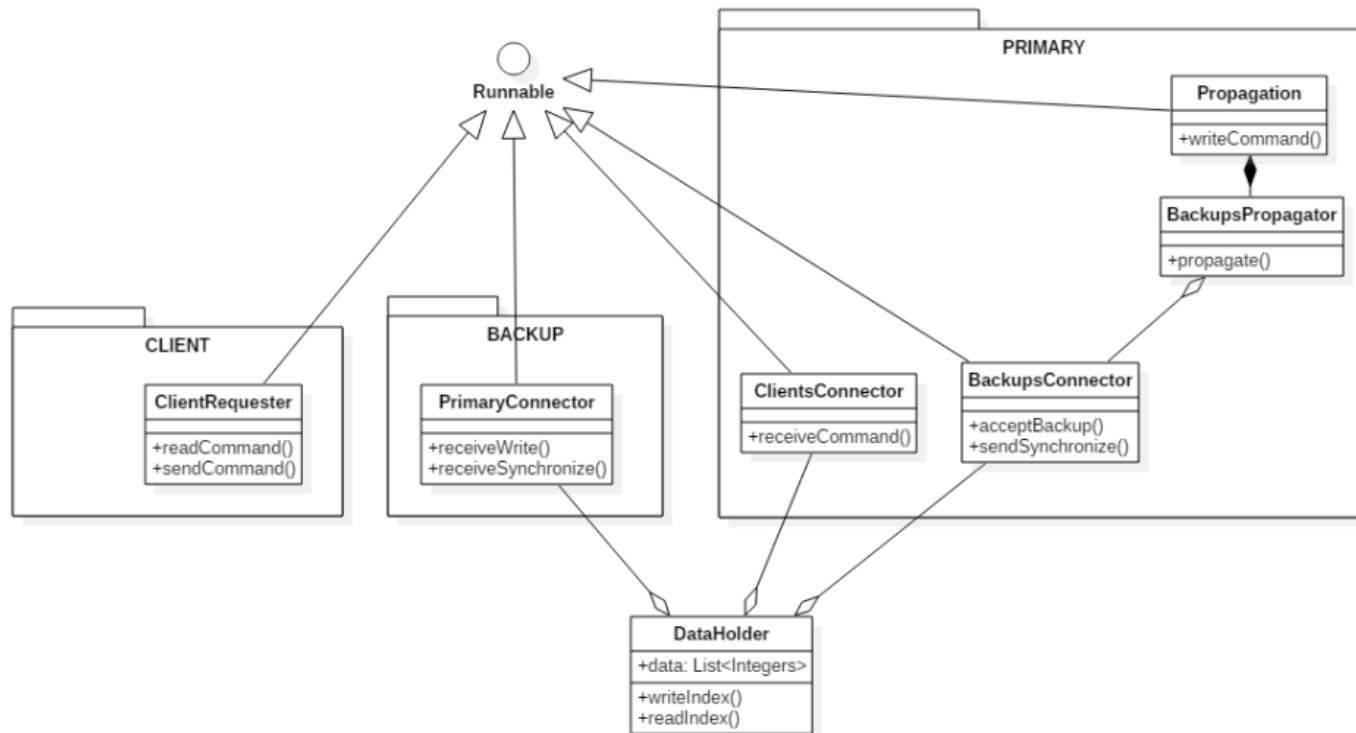 PRIMARY
Runnable
Propagation
+writeCommand()
BackupsPropagator
+propagate()
CLIENT
ClientRequester
+readCommand()
+sendCommand()
BACKUP
PrimaryConnector
+receiveWrite()
+receiveSynchronize()
ClientsConnector
+receiveCommand()
BackupsConnector
+acceptBackup()
+sendSynchronize()
DataHolder
+data: List<Integers>
+writeIndex()
+readIndex()